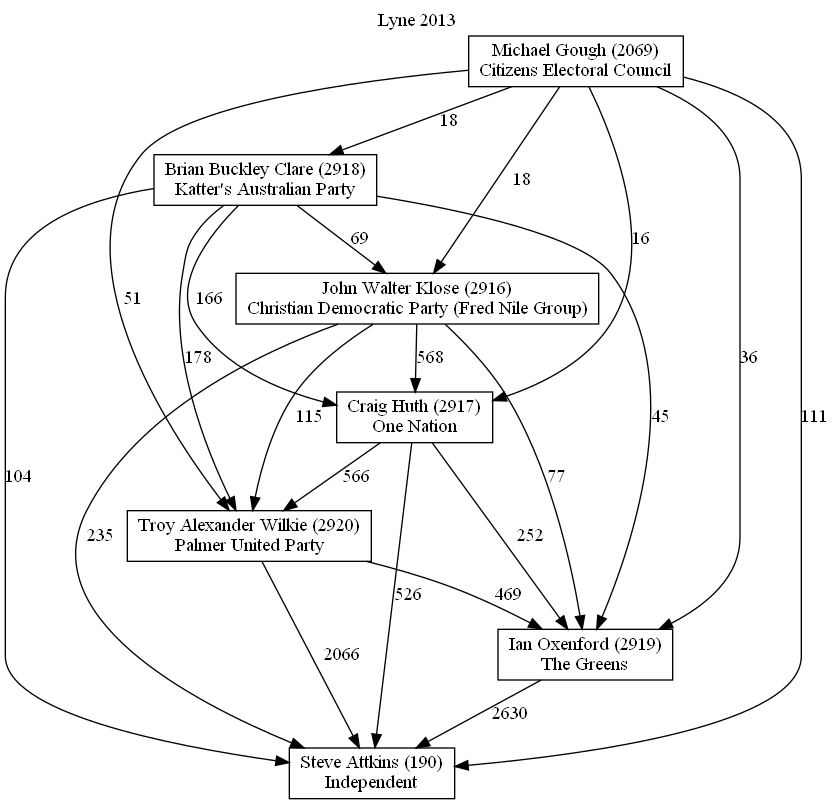 Lyne 2013
Michael Gough (2069)
Citizens Electoral Council
18
Brian Buckley Clare (2918)
Katter's Australian Party
18
69
16
John Walter Klose (2916)
Christian Democratic Party (Fred Nile Group)
51
166
178
568
36
115
Craig Huth (2917)
One Nation
45
111
104
566
77
235
Troy Alexander Wilkie (2920)
Palmer United Party
252
526
469
2066
Ian Oxenford (2919)
The Greens
2630
Steve Attkins (190)
Independent